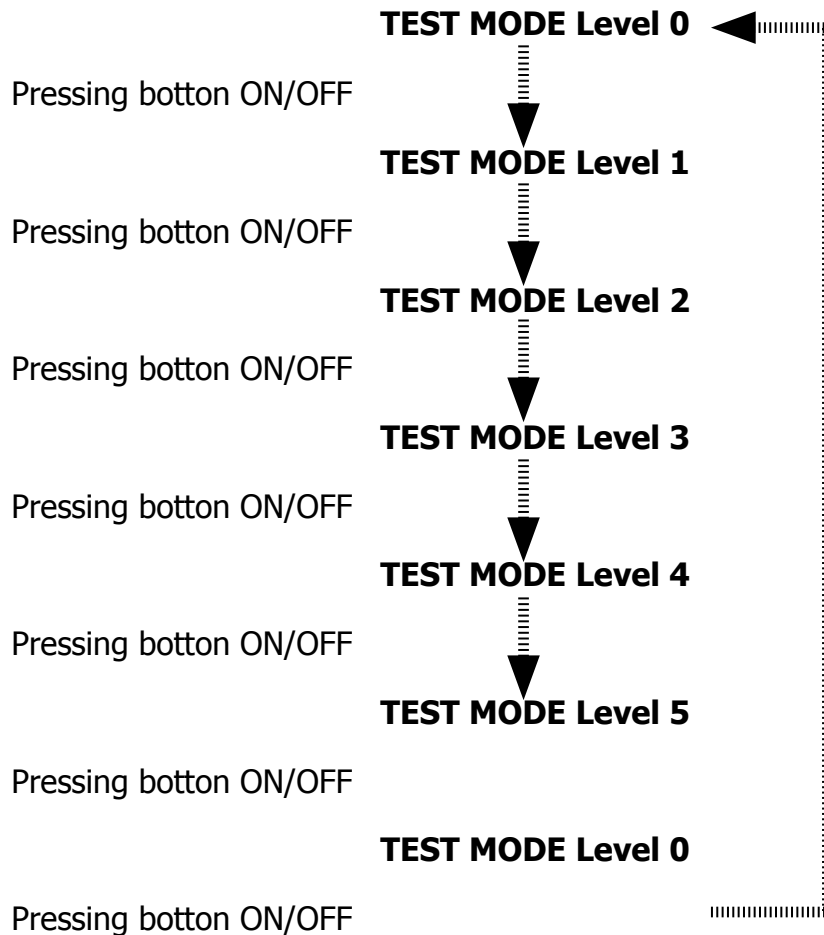 TEST MODE Level 0
Pressing botton ON/OFF
TEST MODE Level 1
Pressing botton ON/OFF
TEST MODE Level 2
Pressing botton ON/OFF
TEST MODE Level 3
Pressing botton ON/OFF
TEST MODE Level 4
Pressing botton ON/OFF
TEST MODE Level 5
Pressing botton ON/OFF
TEST MODE Level 0
Pressing botton ON/OFF